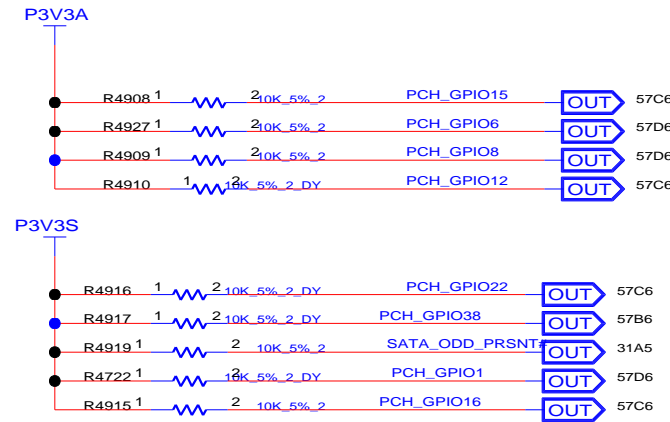 P3V3A
R4908 1 2 10K_5%_2 PCH_GPIO15 OUT 57C6
R4927 1 2 10K_5%_2 PCH_GPIO6 OUT 57D6
R4909 1 2 10K_5%_2 PCH_GPIO8 OUT 57D6
R4910 1 2 10K_5%_2_DY PCH_GPIO12 OUT 57C6
P3V3S
R4916 1 2 10K_5%_2_DY PCH_GPIO22 OUT 57C6
R4917 1 2 10K_5%_2_DY PCH_GPIO38 OUT 57B6
R4919 1 2 10K_5%_2 SATA_ODD_PRSNT# OUT 31A5
R4722 1 2 10K_5%_2_DY PCH_GPIO1 OUT 57D6
R4915 1 2 10K_5%_2 PCH_GPIO16 OUT 57C6